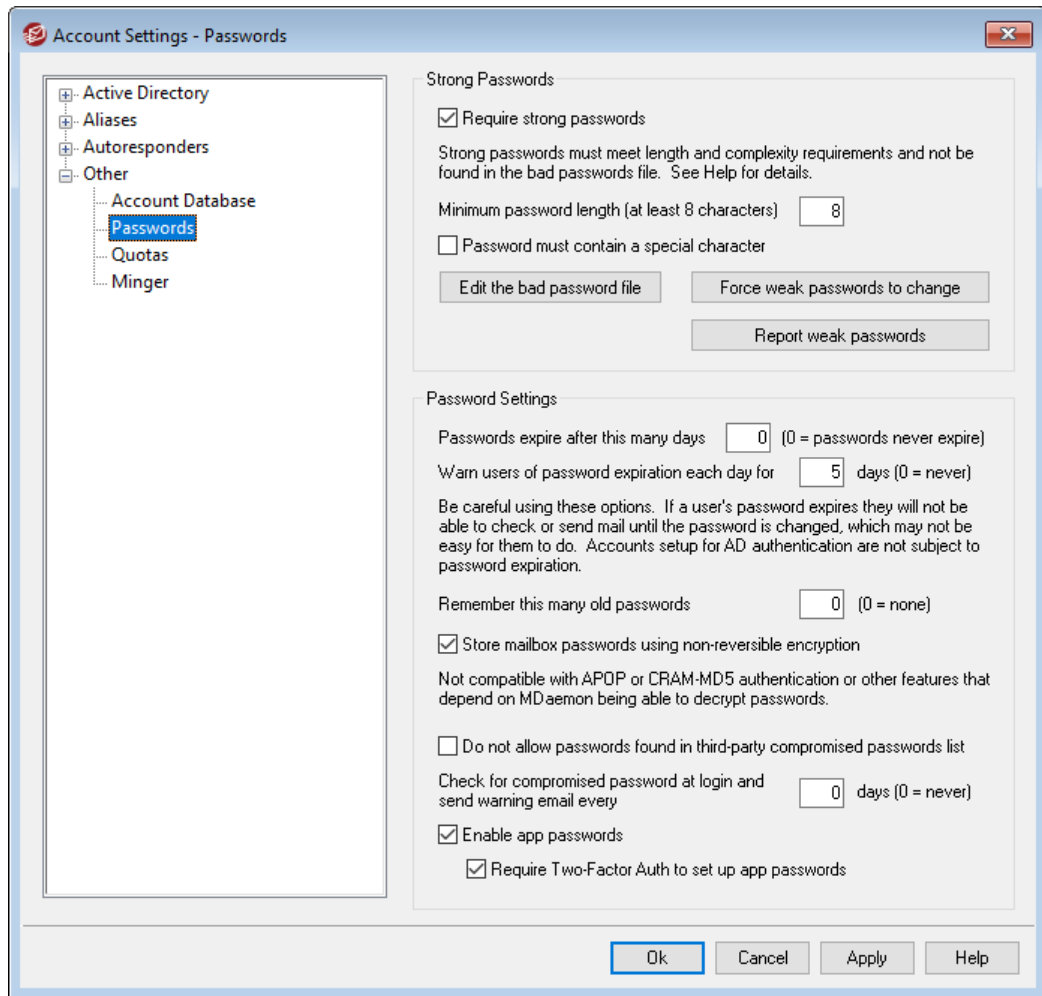 Account Settings - Passwords
Active Directory
Aliases
Autoresponders
Other
Account Database
Passwords
Quotas
Minger
Strong Passwords
Require strong passwords
Strong passwords must meet length and complexity requirements and not be
found in the bad passwords file.  See Help for details.
Minimum password length (at least 8 characters) 8
Password must contain a special character
Edit the bad password file Force weak passwords to change
Report weak passwords
Password Settings
Passwords expire after this many days 0 (0 = passwords never expire)
Warn users of password expiration each day for 5 days (0 = never)
Be careful using these options.  If a user's password expires they will not be
able to check or send mail until the password is changed, which may not be
easy for them to do.  Accounts setup for AD authentication are not subject to
password expiration.
Remember this many old passwords 0 (0 = none)
Store mailbox passwords using non-reversible encryption
Not compatible with APOP or CRAM-MD5 authentication or other features that
depend on MDaemon being able to decrypt passwords.
Do not allow passwords found in third-party compromised passwords list
Check for compromised password at login and
send warning email every 0 days (0 = never)
Enable app passwords
Require Two-Factor Auth to set up app passwords
Ok Cancel Apply Help